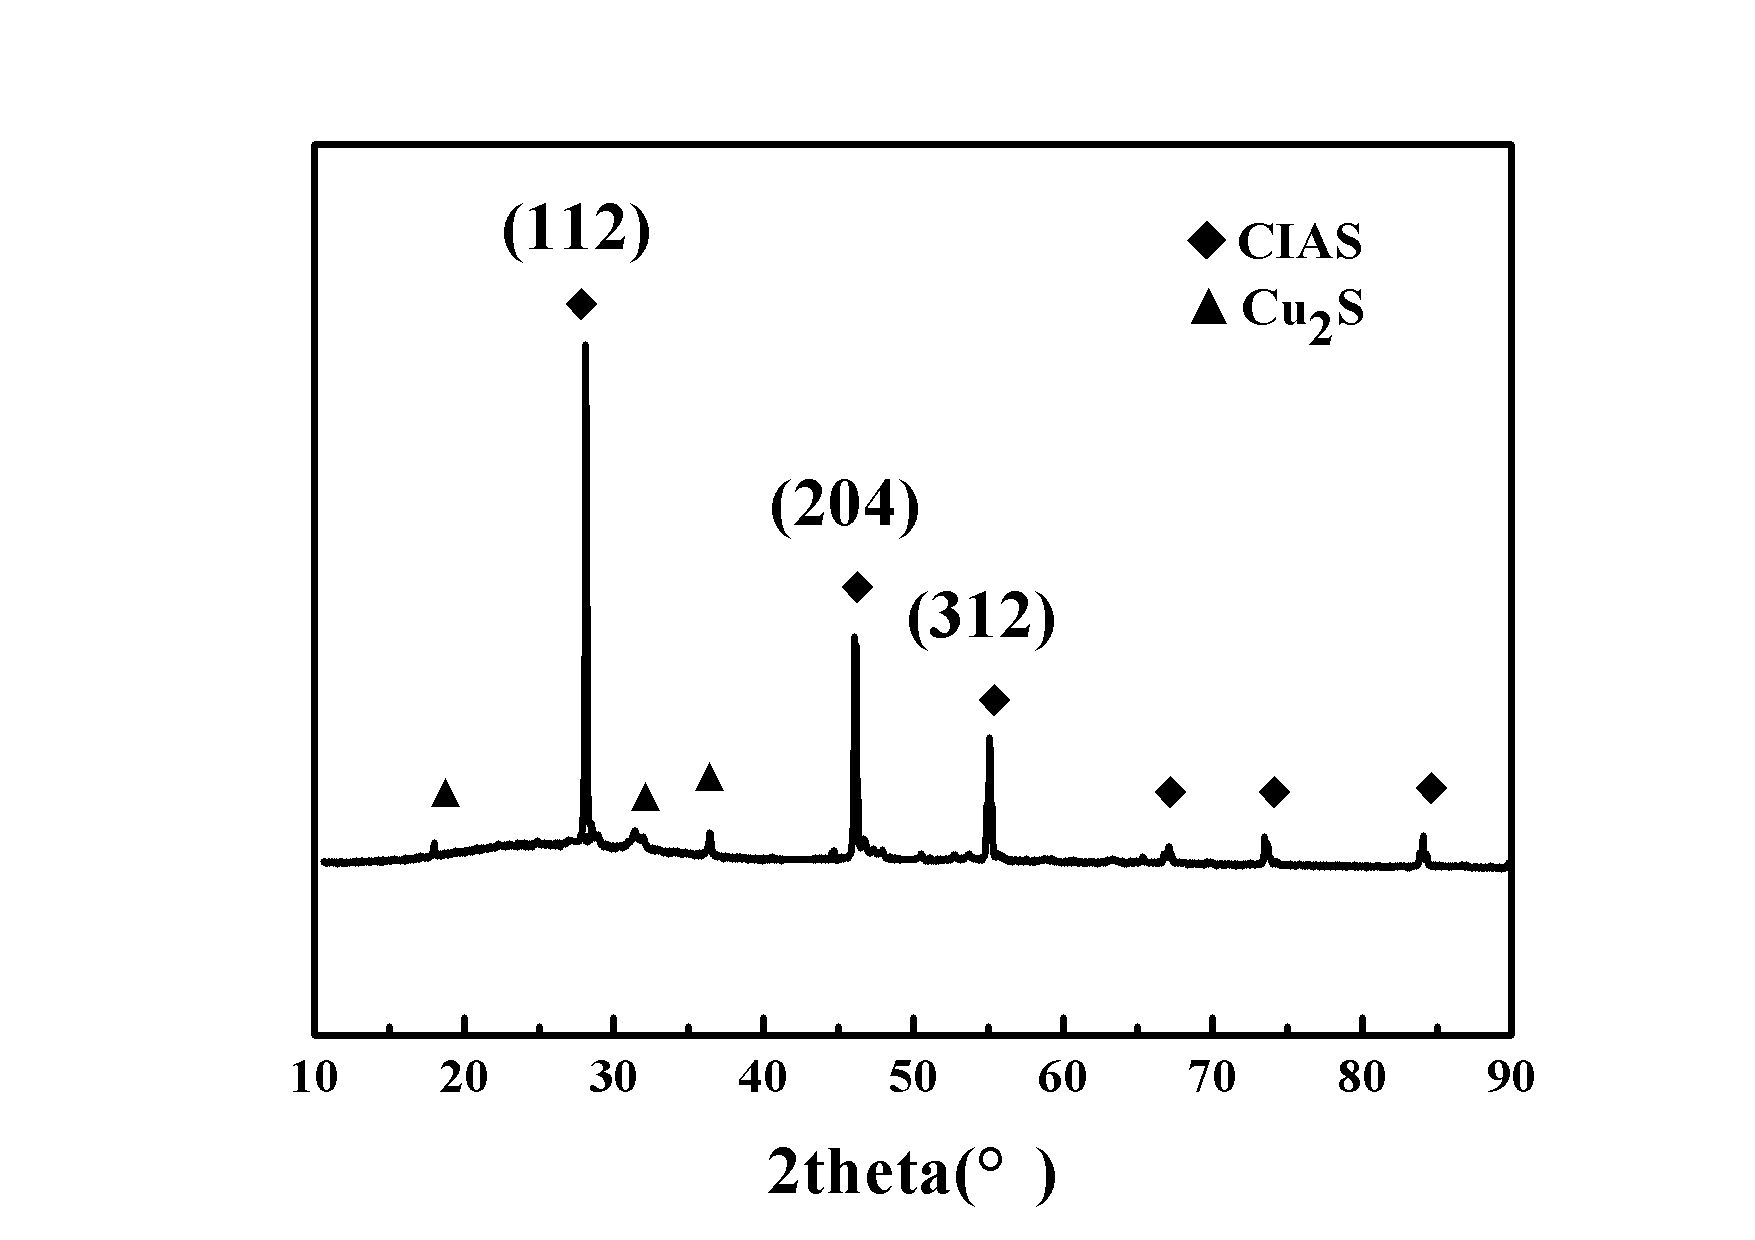 (112)
◆ CIAS
▲ Cu₂S
(204)
(312)
10 20 30 40 50 60 70 80 90
2theta(° )